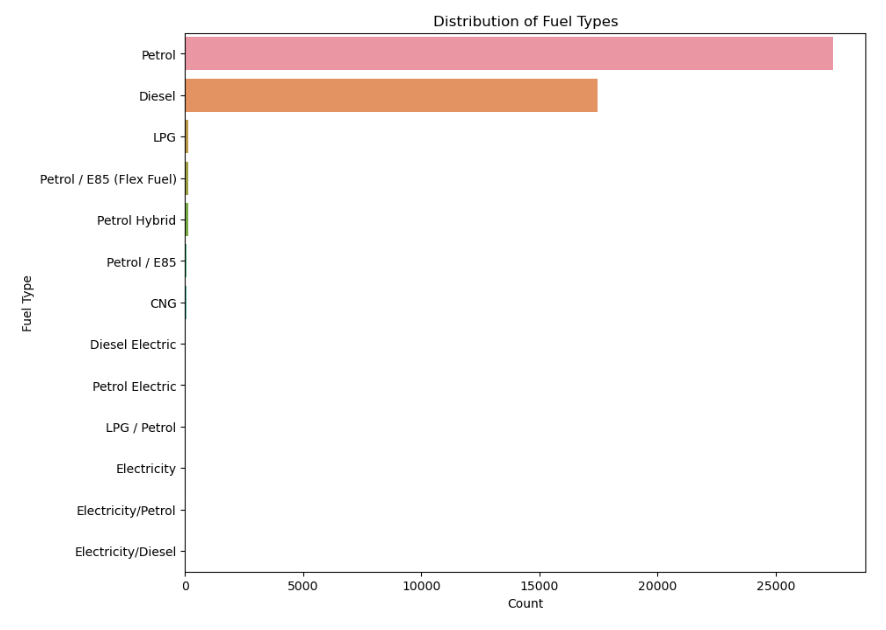 Distribution of Fuel Types
Petrol
Diesel
LPG
Petrol / E85 (Flex Fuel)
Petrol Hybrid
Petrol / E85
CNG
Diesel Electric
Petrol Electric
LPG / Petrol
Electricity
Electricity/Petrol
Electricity/Diesel
Fuel Type
0 5000 10000 15000 20000 25000
Count